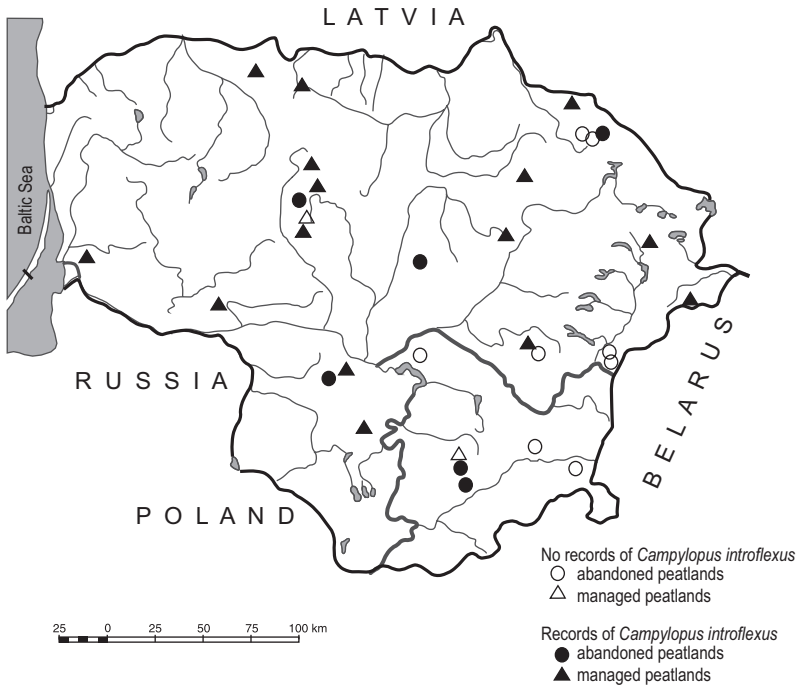 LATVIA
Baltic Sea
RUSSIA
BELARUS
POLAND
No records of Campylopus introflexus
abandoned peatlands
managed peatlands
25 0 25 50 75 100 km
Records of Campylopus introflexus
abandoned peatlands
managed peatlands